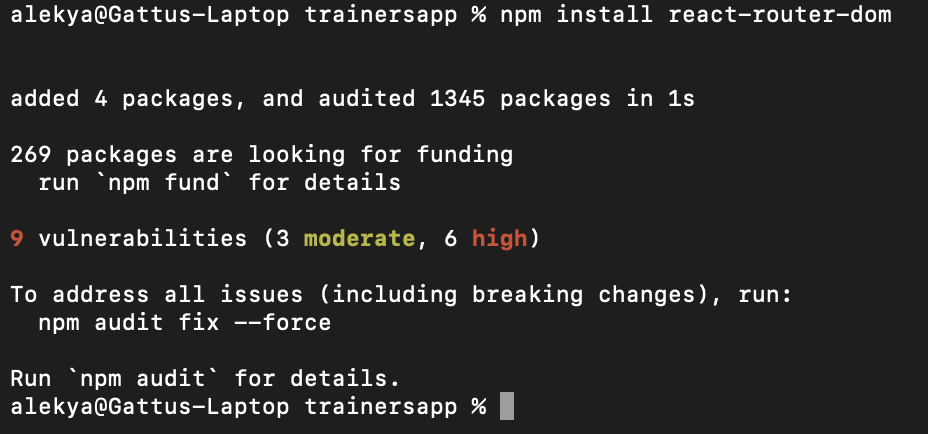 alekya@Gattus-Laptop trainersapp % npm install react-router-dom
added 4 packages, and audited 1345 packages in 1s
269 packages are looking for funding
  run `npm fund` for details
9 vulnerabilities (3 moderate, 6 high)
To address all issues (including breaking changes), run:
  npm audit fix --force
Run `npm audit` for details.
alekya@Gattus-Laptop trainersapp %